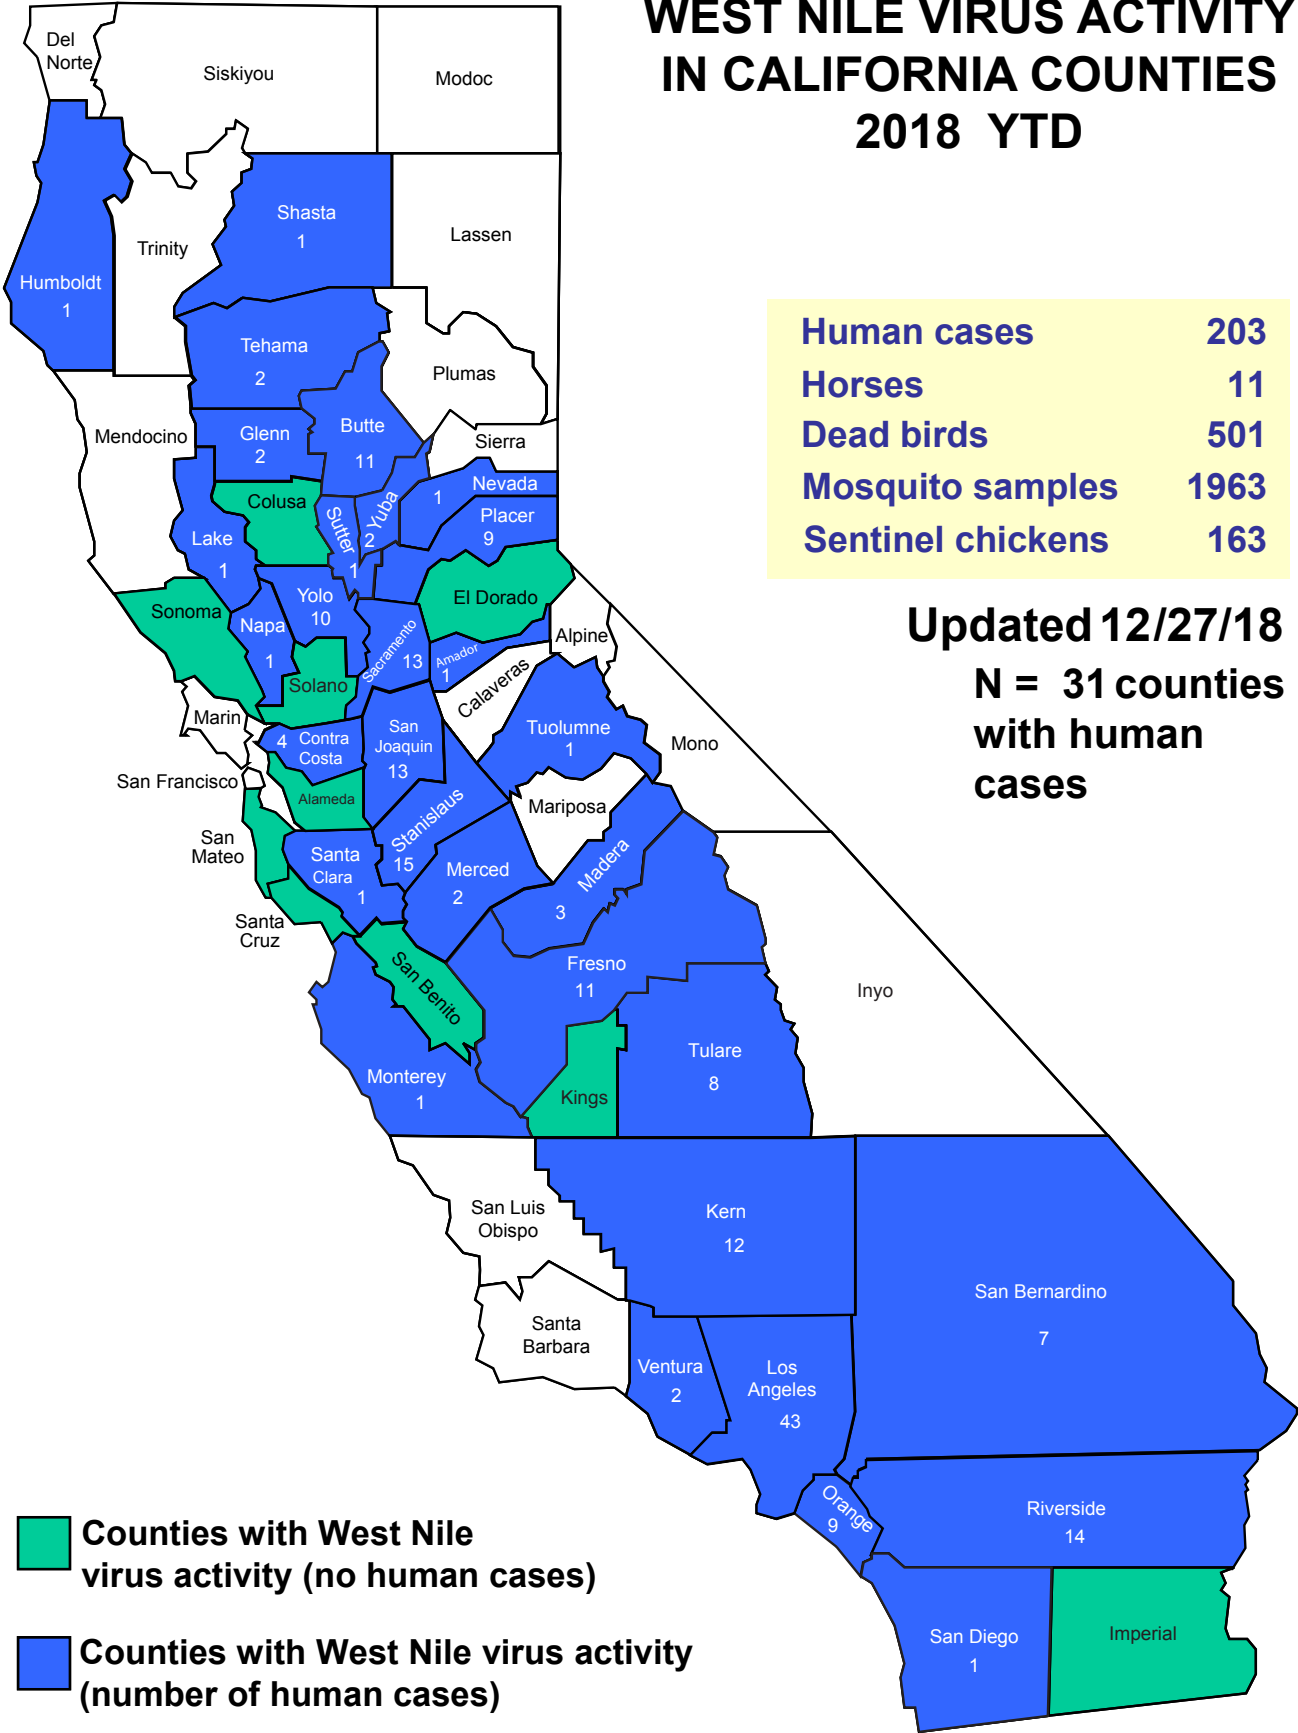 WEST NILE VIRUS ACTIVITY
IN CALIFORNIA COUNTIES
2018 YTD
Del
Norte
Siskiyou
Modoc
Shasta
1
Lassen
Trinity
Humboldt
1
Human cases 203
Horses 11
Dead birds 501
Mosquito samples 1963
Sentinel chickens 163
Tehama
2
Plumas
Mendocino
Glenn
2
Butte
11
Sierra
Colusa
Sutter
1
Yuba
2
Nevada
1
Placer
9
Lake
1
Sonoma
Napa
1
Yolo
10
El Dorado
Sacramento
13
Amador
1
Alpine
Updated 12/27/18
N = 31 counties
with human
cases
Solano
Calaveras
Marin
4 Contra
Costa
San
Joaquin
13
Tuolumne
1
Mono
San Francisco
Alameda
Stanislaus
15
Mariposa
San
Mateo
Santa
Clara
1
Merced
2
Madera
3
Santa
Cruz
San Benito
Fresno
11
Inyo
Monterey
1
Kings
Tulare
8
San Luis
Obispo
Kern
12
San Bernardino
7
Santa
Barbara
Ventura
2
Los
Angeles
43
Orange
9
Riverside
14
San Diego
1
Imperial
Counties with West Nile
virus activity (no human cases)
Counties with West Nile virus activity
(number of human cases)